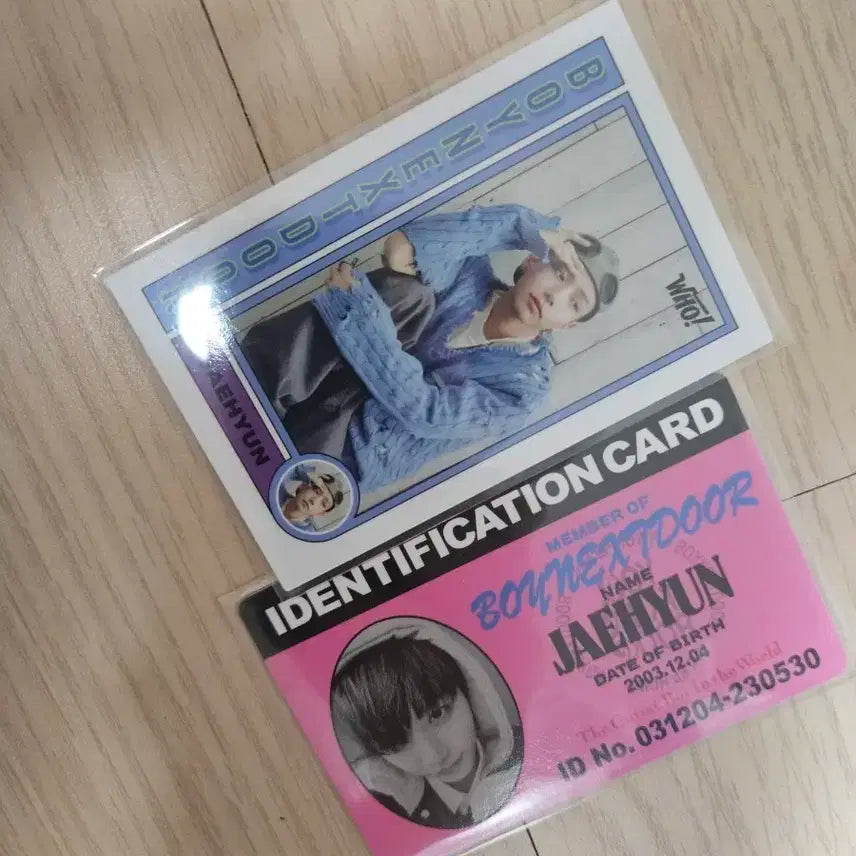 BOYNEXTDOOR
WHO!
JAEHYUN
IDENTIFICATION CARD
MEMBER OF
BOYNEXTDOOR
NAME
JAEHYUN
DATE OF BIRTH
2003.12.04
ID No. 031204-230530